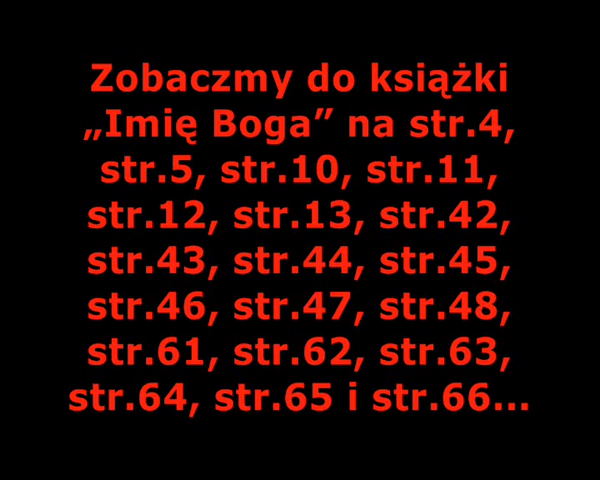 Zobaczmy do książki
„Imię Boga” na str.4,
str.5, str.10, str.11,
str.12, str.13, str.42,
str.43, str.44, str.45,
str.46, str.47, str.48,
str.61, str.62, str.63,
str.64, str.65 i str.66...